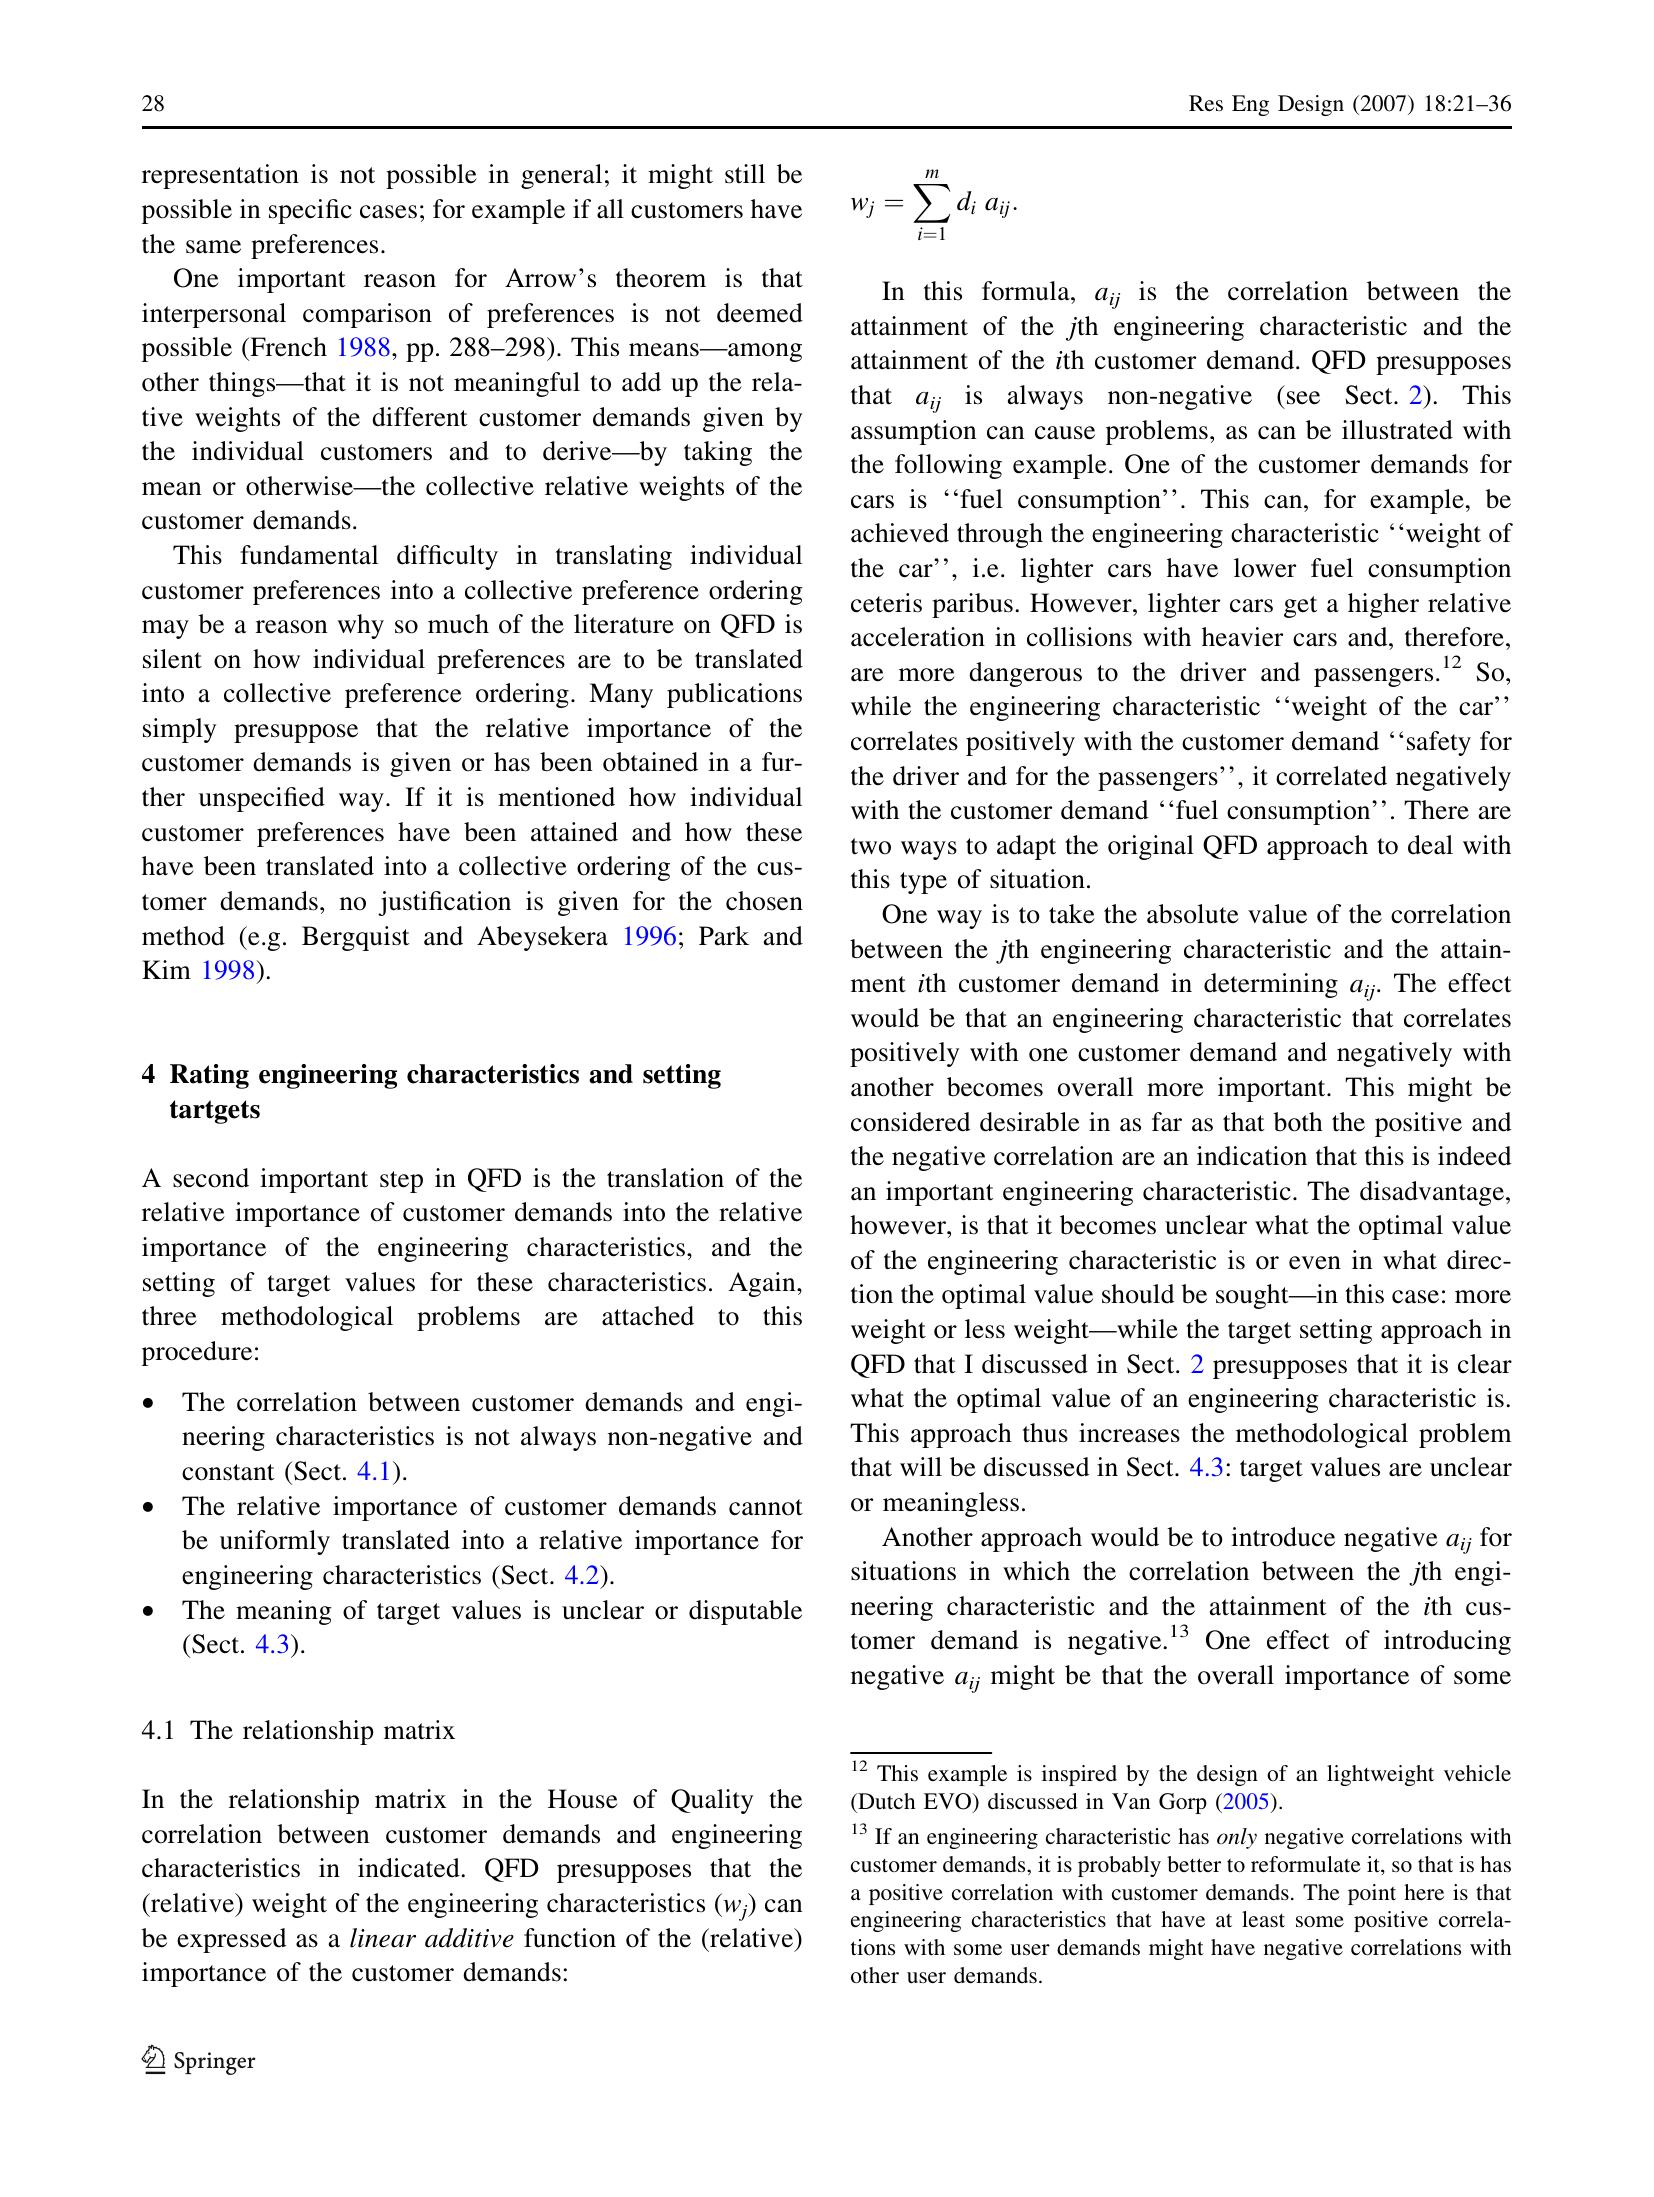 28
Res Eng Design (2007) 18:21–36
representation is not possible in general; it might still be
possible in specific cases; for example if all customers have
the same preferences.
One important reason for Arrow's theorem is that
interpersonal comparison of preferences is not deemed
possible (French 1988, pp. 288–298). This means—among
other things—that it is not meaningful to add up the rela-
tive weights of the different customer demands given by
the individual customers and to derive—by taking the
mean or otherwise—the collective relative weights of the
customer demands.
This fundamental difficulty in translating individual
customer preferences into a collective preference ordering
may be a reason why so much of the literature on QFD is
silent on how individual preferences are to be translated
into a collective preference ordering. Many publications
simply presuppose that the relative importance of the
customer demands is given or has been obtained in a fur-
ther unspecified way. If it is mentioned how individual
customer preferences have been attained and how these
have been translated into a collective ordering of the cus-
tomer demands, no justification is given for the chosen
method (e.g. Bergquist and Abeysekera 1996; Park and
Kim 1998).
4 Rating engineering characteristics and setting
tartgets
A second important step in QFD is the translation of the
relative importance of customer demands into the relative
importance of the engineering characteristics, and the
setting of target values for these characteristics. Again,
three methodological problems are attached to this
procedure:
• The correlation between customer demands and engi-
neering characteristics is not always non-negative and
constant (Sect. 4.1).
• The relative importance of customer demands cannot
be uniformly translated into a relative importance for
engineering characteristics (Sect. 4.2).
• The meaning of target values is unclear or disputable
(Sect. 4.3).
4.1 The relationship matrix
In the relationship matrix in the House of Quality the
correlation between customer demands and engineering
characteristics in indicated. QFD presupposes that the
(relative) weight of the engineering characteristics (w_j) can
be expressed as a linear additive function of the (relative)
importance of the customer demands:
w_j = ∑_{i=1}^{m} d_i a_ij.
In this formula, a_ij is the correlation between the
attainment of the jth engineering characteristic and the
attainment of the ith customer demand. QFD presupposes
that a_ij is always non-negative (see Sect. 2). This
assumption can cause problems, as can be illustrated with
the following example. One of the customer demands for
cars is ‘‘fuel consumption’’. This can, for example, be
achieved through the engineering characteristic ‘‘weight of
the car’’, i.e. lighter cars have lower fuel consumption
ceteris paribus. However, lighter cars get a higher relative
acceleration in collisions with heavier cars and, therefore,
are more dangerous to the driver and passengers.12 So,
while the engineering characteristic ‘‘weight of the car’’
correlates positively with the customer demand ‘‘safety for
the driver and for the passengers’’, it correlated negatively
with the customer demand ‘‘fuel consumption’’. There are
two ways to adapt the original QFD approach to deal with
this type of situation.
One way is to take the absolute value of the correlation
between the jth engineering characteristic and the attain-
ment ith customer demand in determining a_ij. The effect
would be that an engineering characteristic that correlates
positively with one customer demand and negatively with
another becomes overall more important. This might be
considered desirable in as far as that both the positive and
the negative correlation are an indication that this is indeed
an important engineering characteristic. The disadvantage,
however, is that it becomes unclear what the optimal value
of the engineering characteristic is or even in what direc-
tion the optimal value should be sought—in this case: more
weight or less weight—while the target setting approach in
QFD that I discussed in Sect. 2 presupposes that it is clear
what the optimal value of an engineering characteristic is.
This approach thus increases the methodological problem
that will be discussed in Sect. 4.3: target values are unclear
or meaningless.
Another approach would be to introduce negative a_ij for
situations in which the correlation between the jth engi-
neering characteristic and the attainment of the ith cus-
tomer demand is negative.13 One effect of introducing
negative a_ij might be that the overall importance of some
12 This example is inspired by the design of an lightweight vehicle
(Dutch EVO) discussed in Van Gorp (2005).
13 If an engineering characteristic has only negative correlations with
customer demands, it is probably better to reformulate it, so that is has
a positive correlation with customer demands. The point here is that
engineering characteristics that have at least some positive correla-
tions with some user demands might have negative correlations with
other user demands.
Springer